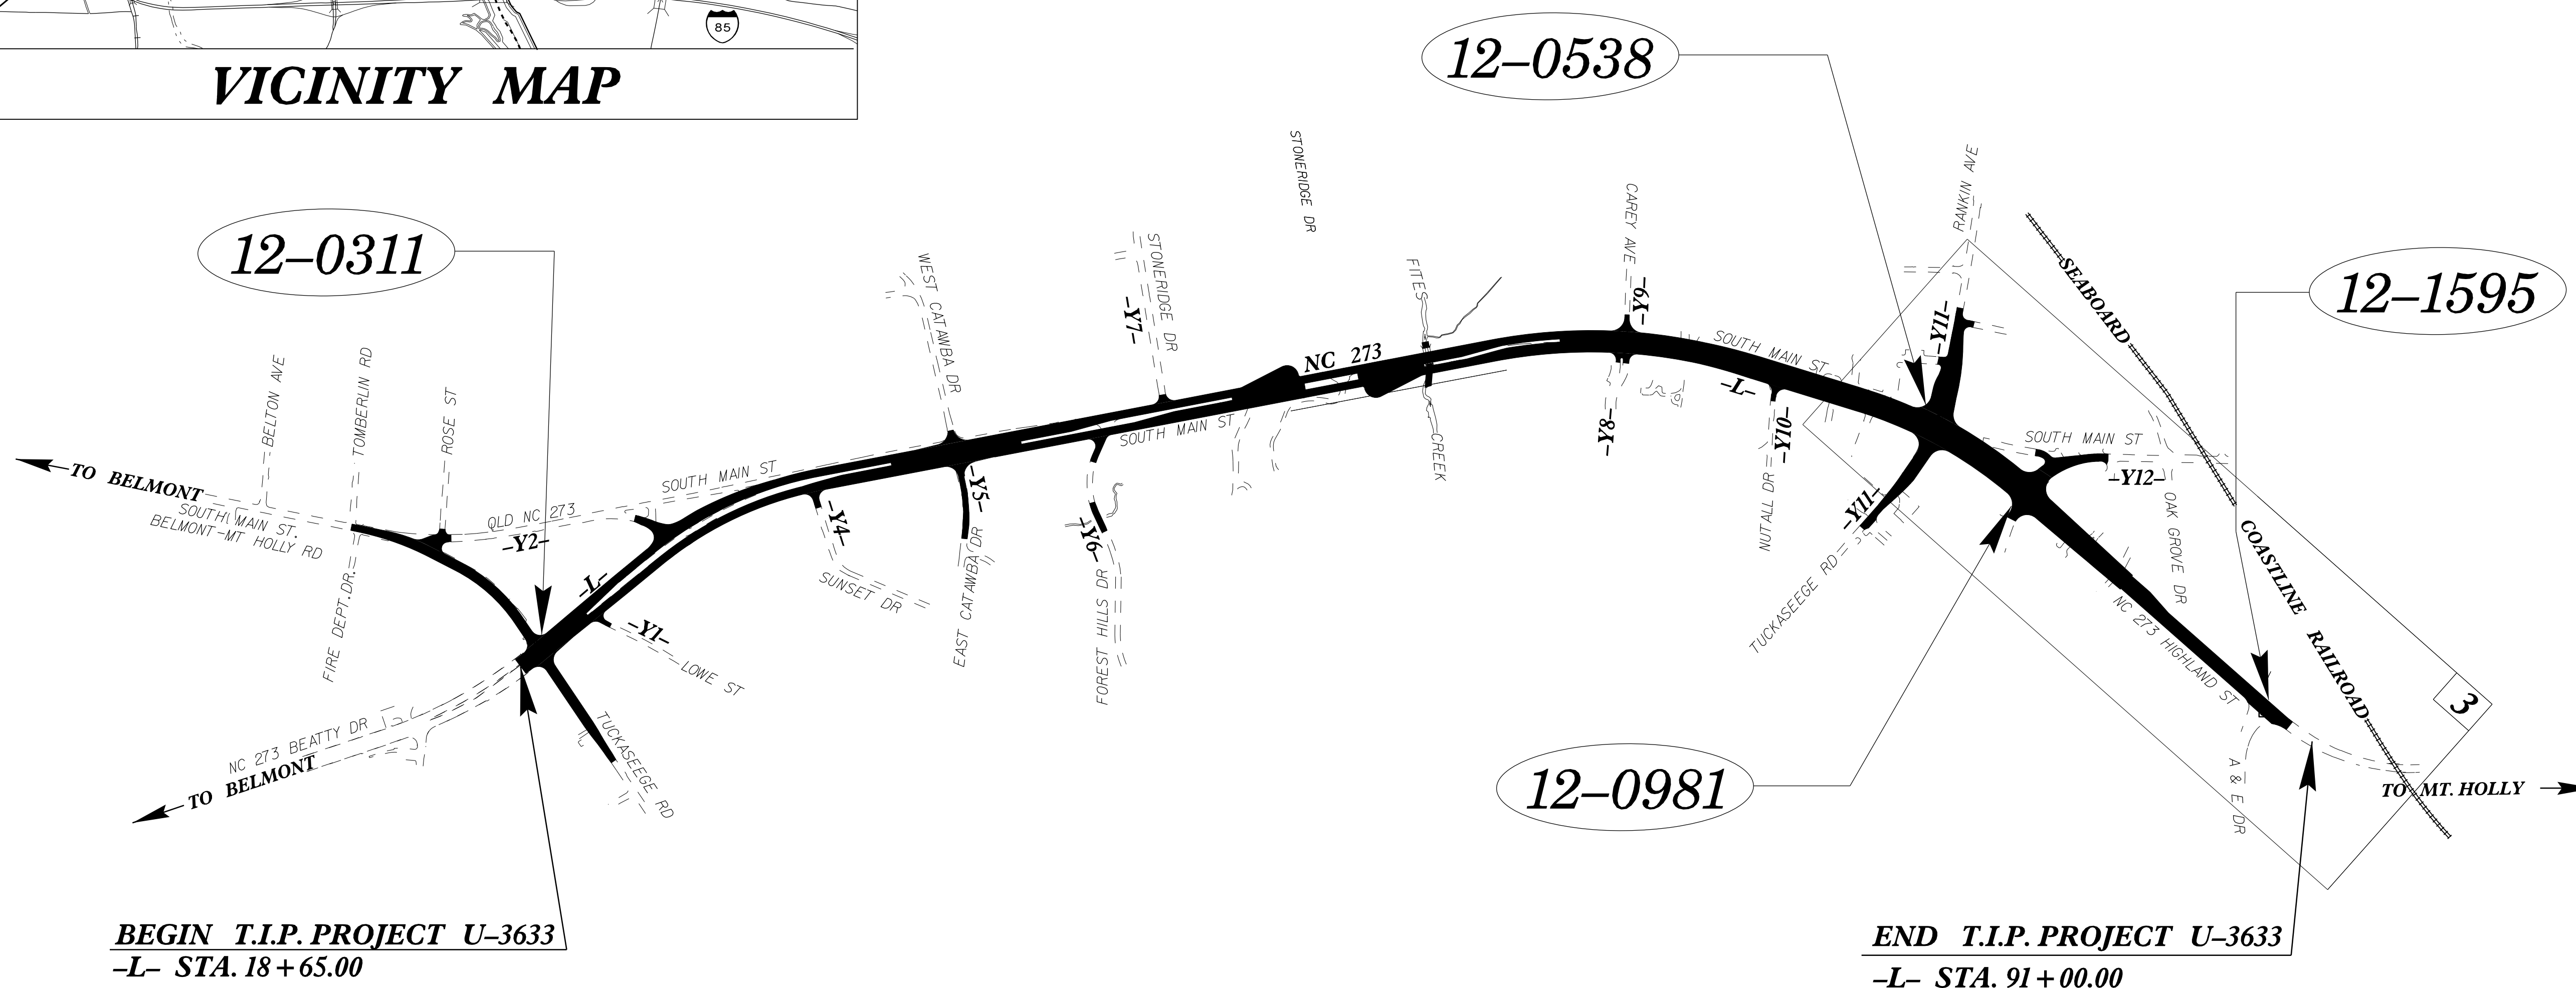 85
VICINITY MAP
12-0538
12-0311
12-1595
12-0981
STONERIDGE DR
RANKIN AVE
CAREY AVE
-Y9-
WEST CATAWBA DR
STONERIDGE DR
-Y7-
FITES
CREEK
NC 273
SEABOARD
COASTLINE RAILROAD
BELTON AVE
TOMBERLIN RD
ROSE ST
TO BELMONT
SOUTH MAIN ST.
BELMONT-MT HOLLY RD
OLD NC 273
-Y2-
SOUTH MAIN ST
SOUTH MAIN ST
SOUTH MAIN ST
SOUTH MAIN ST
-L-
-L-
-Y11-
-Y11-
-Y12-
-Y10-
-Y8-
-Y6-
-Y5-
-Y4-
-Y1-
FIRE DEPT. DR.
LOWE ST
SUNSET DR
EAST CATAWBA DR
FOREST HILLS DR
NUTALL DR
TUCKASEEGE RD
TUCKASEEGE RD
OAK GROVE DR
NC 273 HIGHLAND ST
A & E DR
NC 273 BEATTY DR
TO BELMONT
TO MT. HOLLY
3
BEGIN T.I.P. PROJECT U-3633
-L- STA. 18+65.00
END T.I.P. PROJECT U-3633
-L- STA. 91+00.00